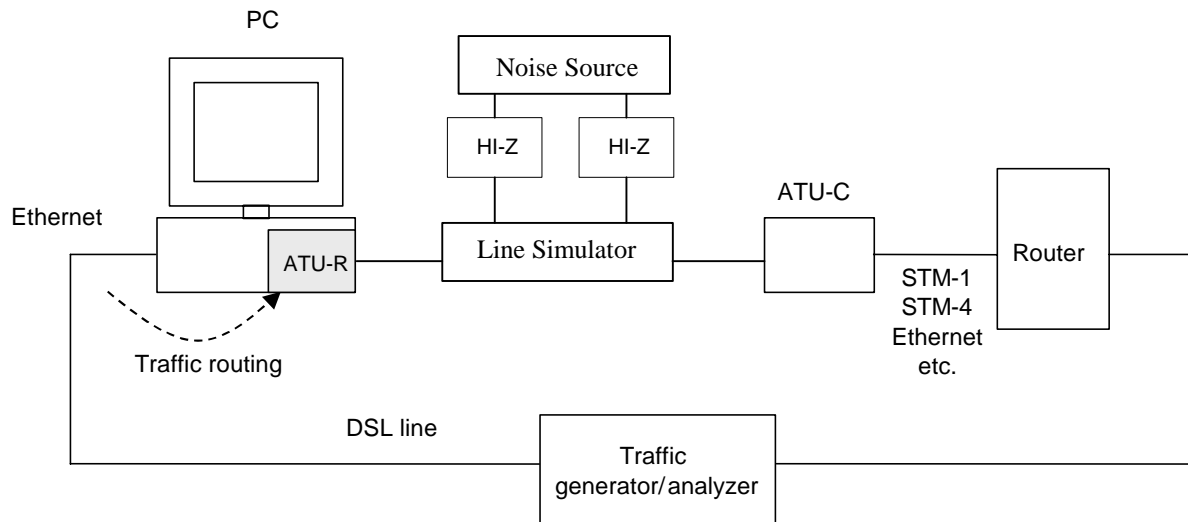 PC
Noise Source
HI-Z
HI-Z
ATU-C
Ethernet
Line Simulator
Router
ATU-R
STM-1
STM-4
Ethernet
etc.
Traffic routing
DSL line
Traffic
generator/analyzer